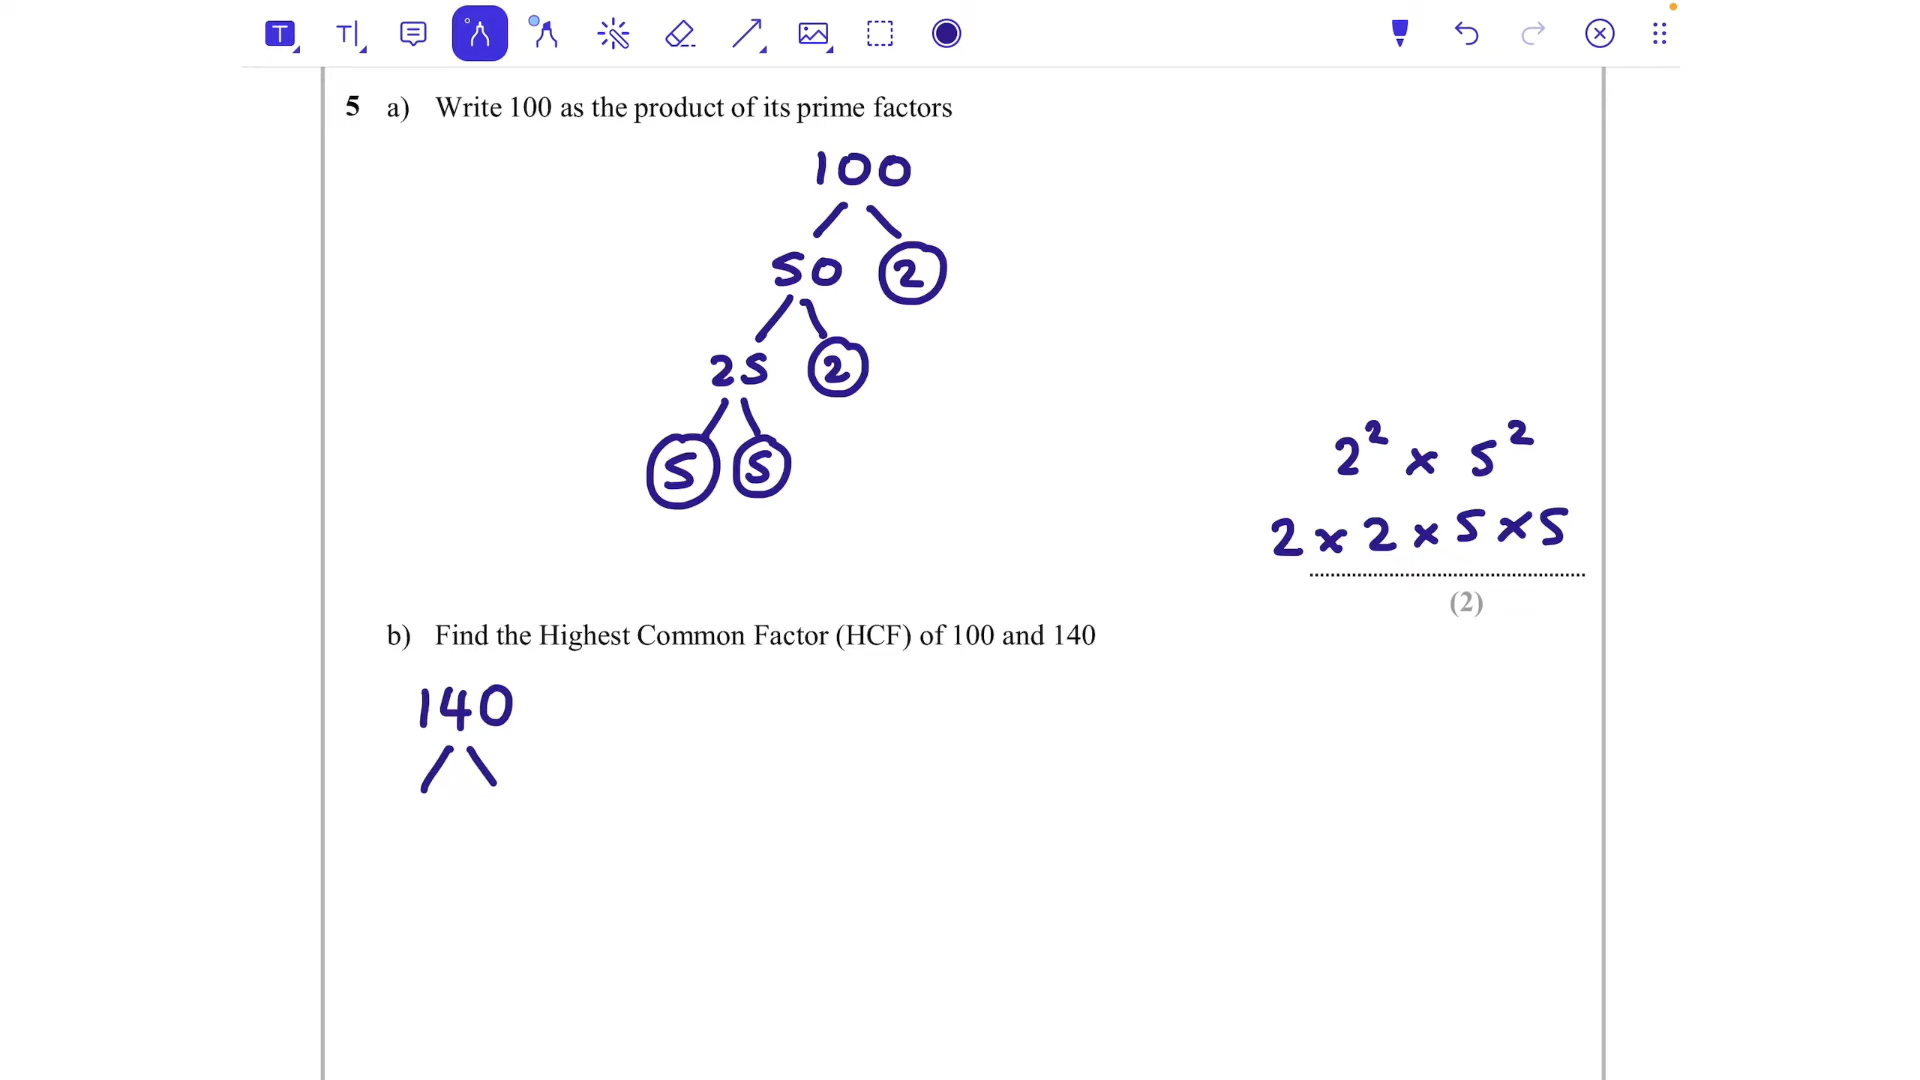 5 a) Write 100 as the product of its prime factors
100
50 2
25 2
5 5
2² × 5²
2 × 2 × 5 × 5
(2)
b) Find the Highest Common Factor (HCF) of 100 and 140
140